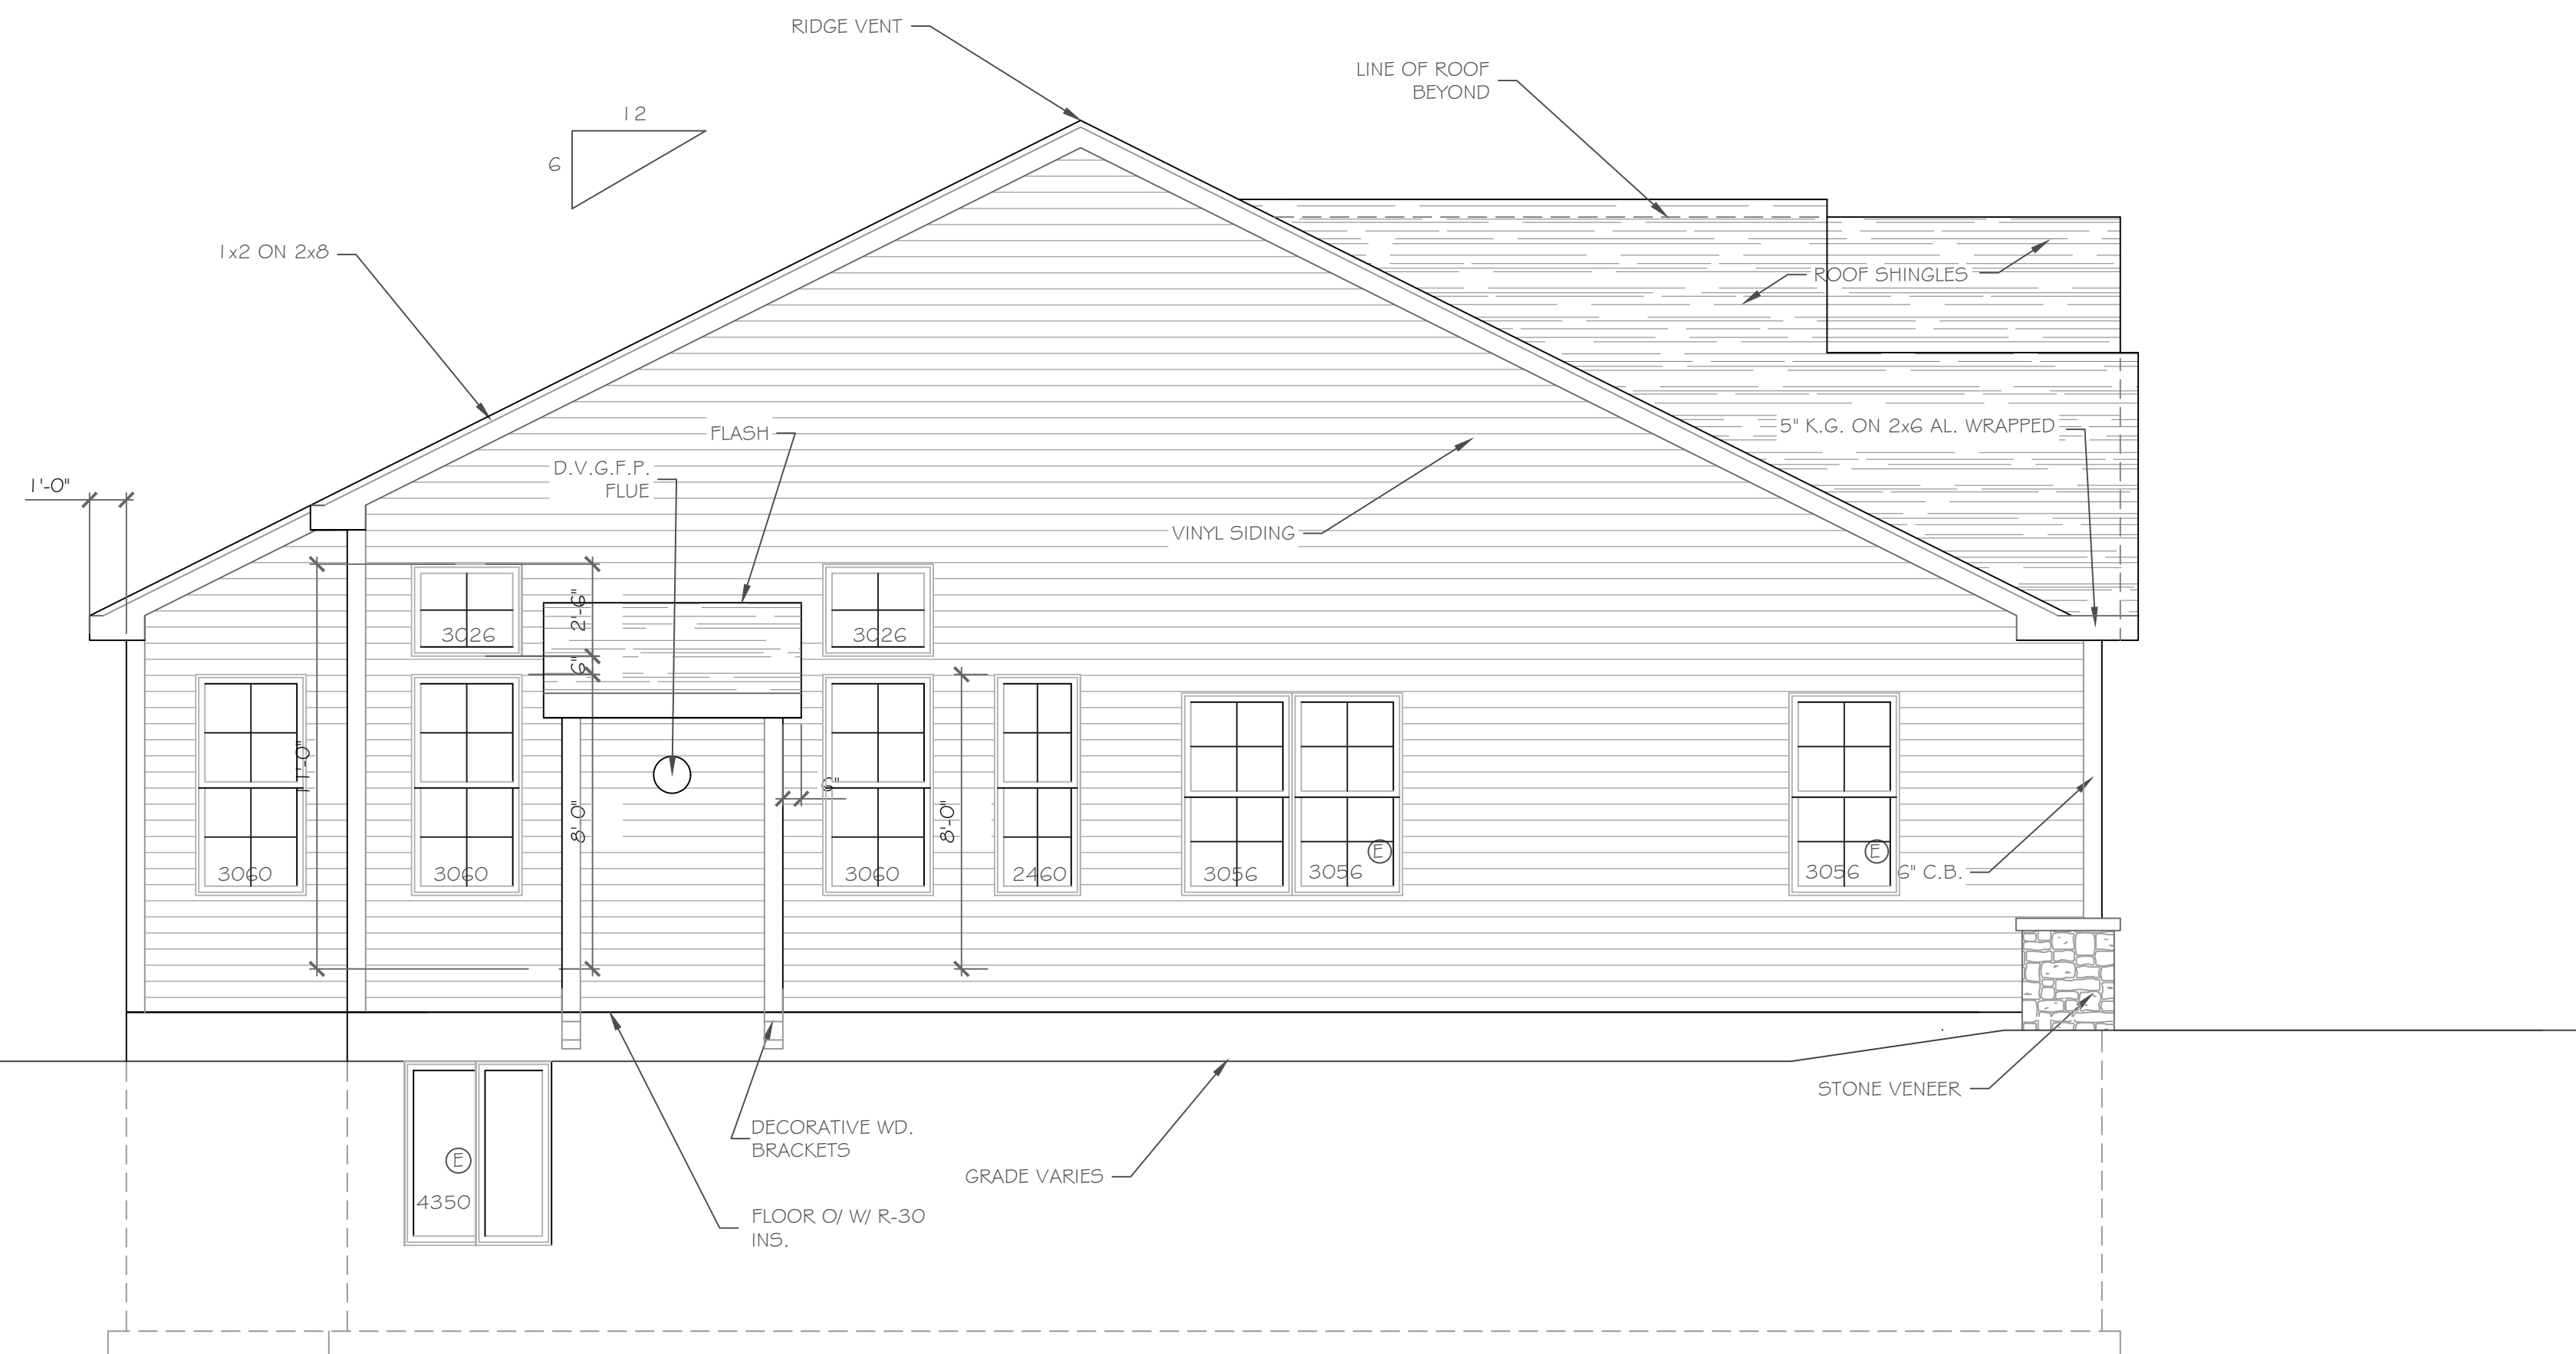 RIDGE VENT
LINE OF ROOF
BEYOND
12
6
1x2 ON 2x8
ROOF SHINGLES
5" K.G. ON 2x6 AL. WRAPPED
FLASH
D.V.G.F.P.
FLUE
1'-0"
VINYL SIDING
2'-6"
3026
3026
6"
11'-0"
6"
8'-0"
8'-0"
E
E
3060
3060
3060
2460
3056
3056
3056
6" C.B.
STONE VENEER
DECORATIVE WD.
BRACKETS
E
GRADE VARIES
4350
FLOOR O/ W/ R-30
INS.